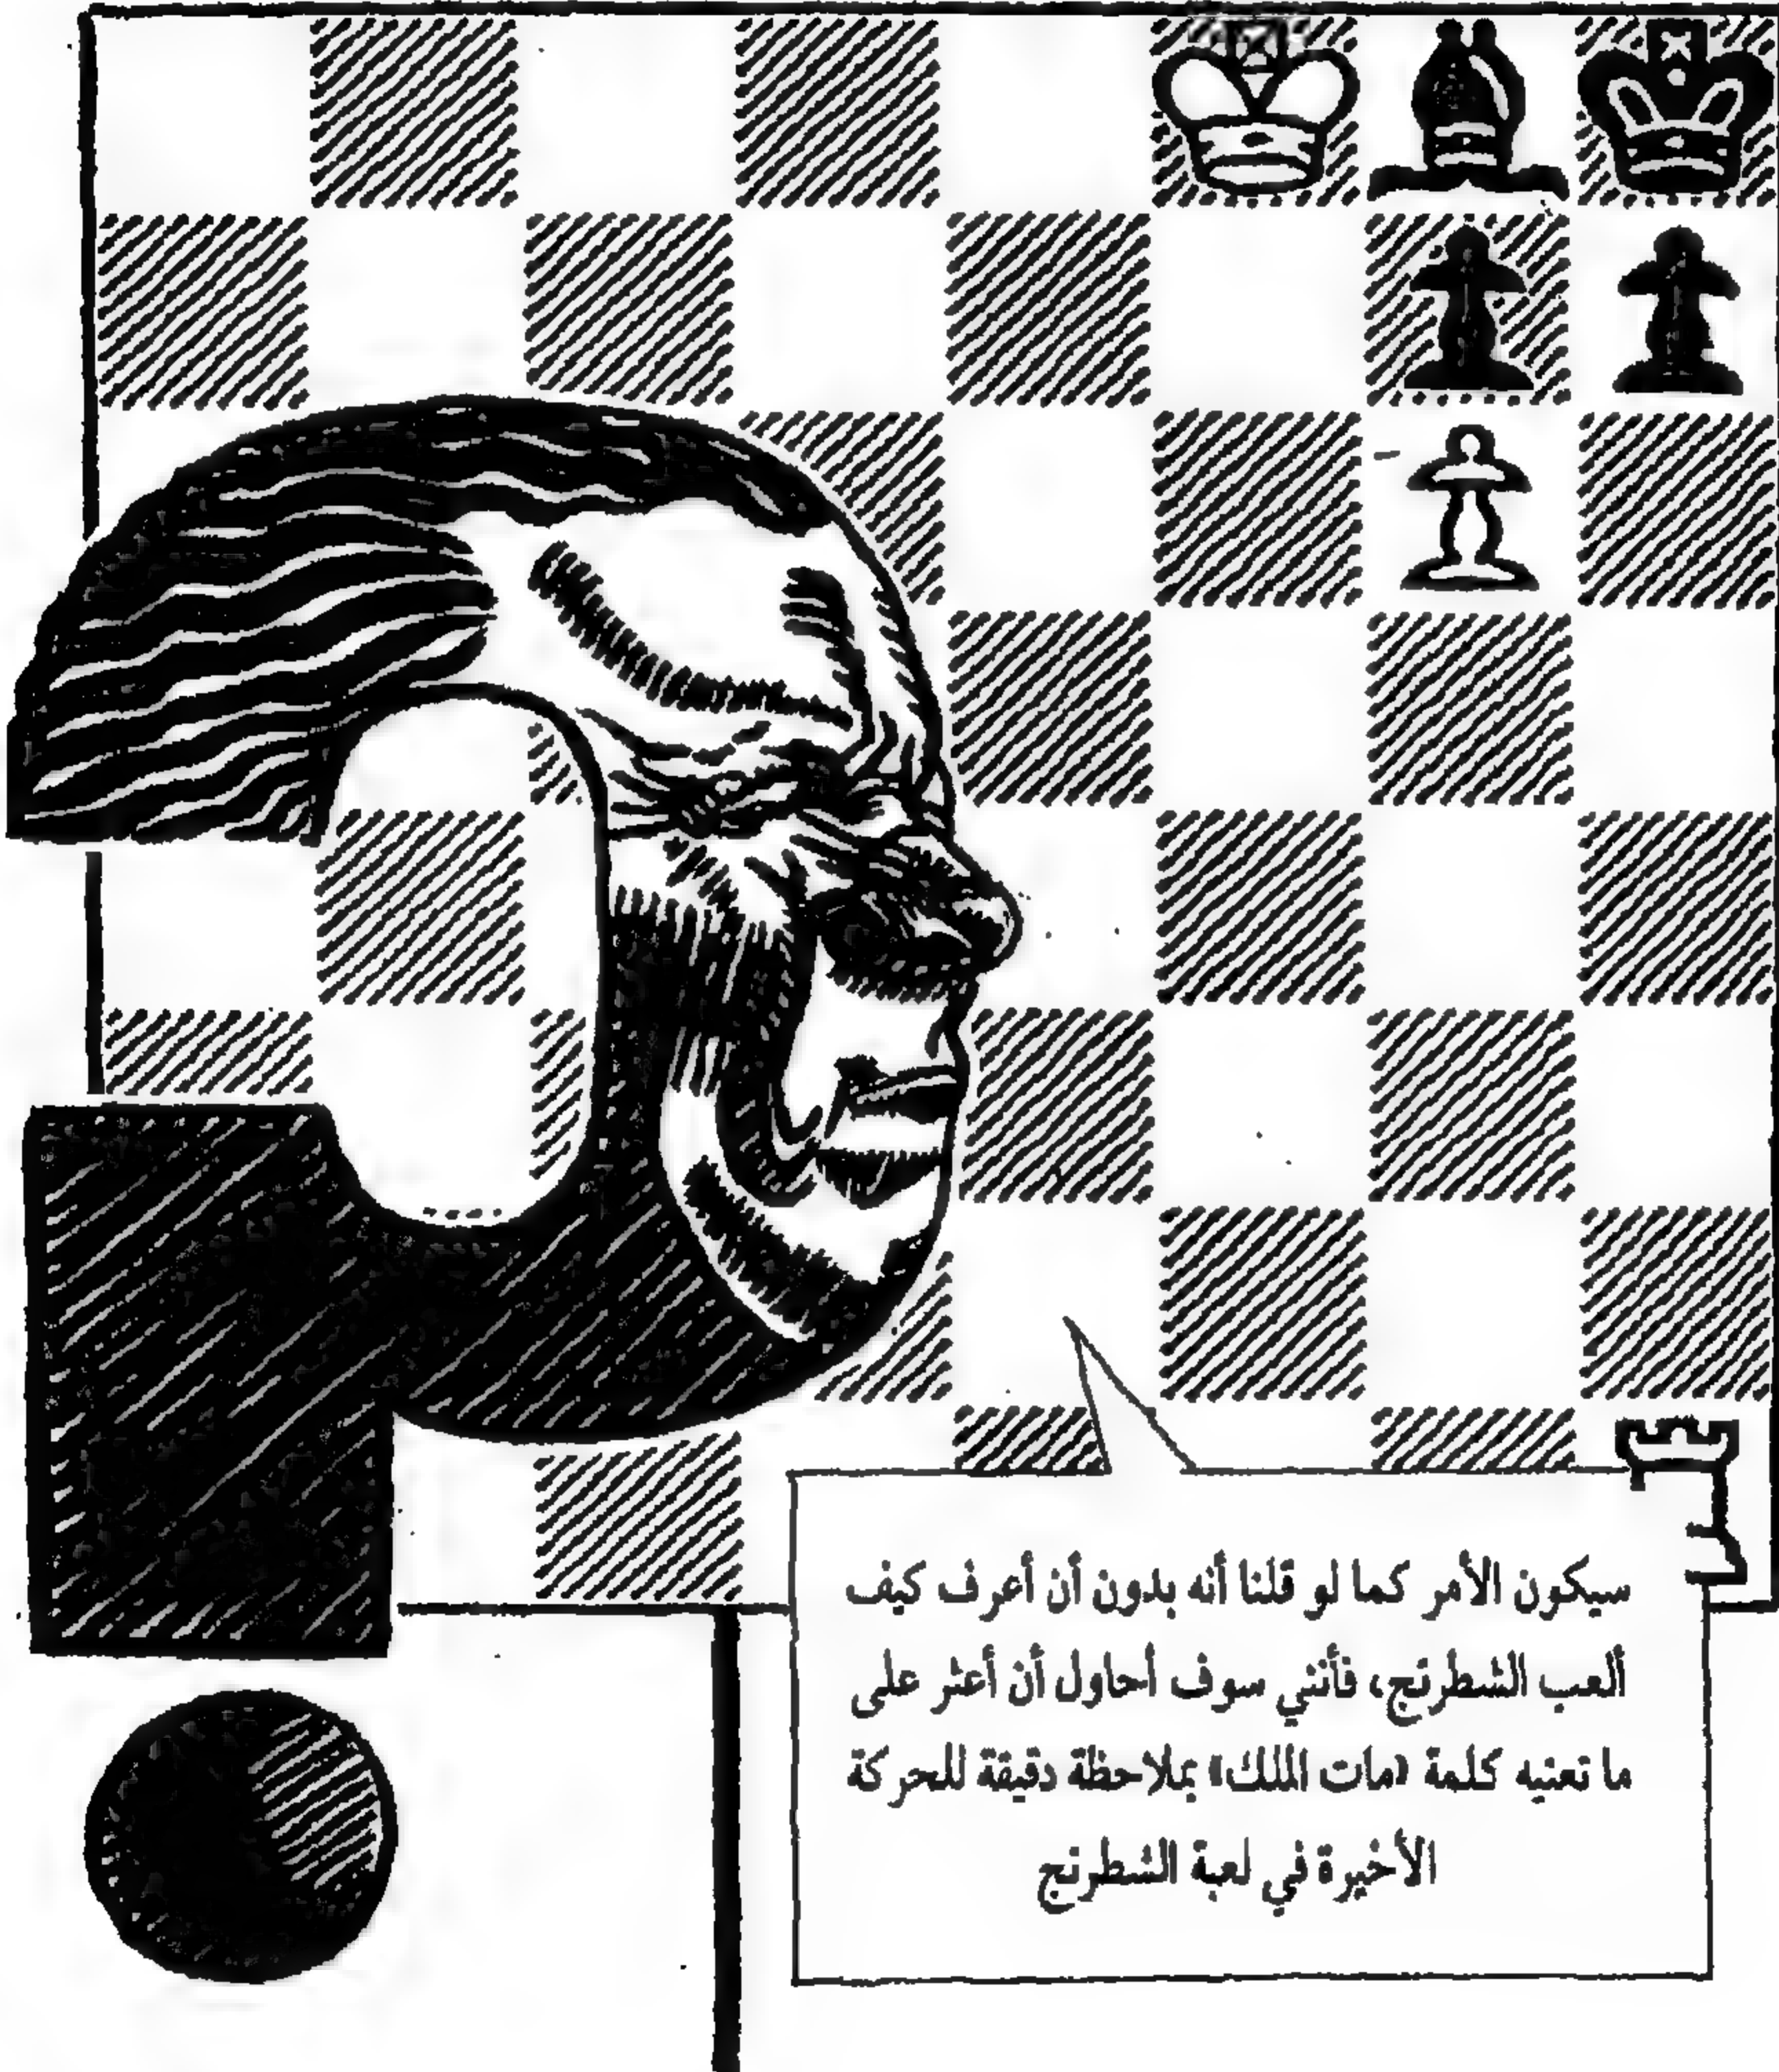 سيكون الأمر كما لو قلنا أنه بدون أن أعرف كيف
ألعب الشطرنج، فأنني سوف أحاول أن أعثر على
ما تعنيه كلمة «مات الملك» بملاحظة دقيقة للحركة
الأخيرة في لعبة الشطرنج